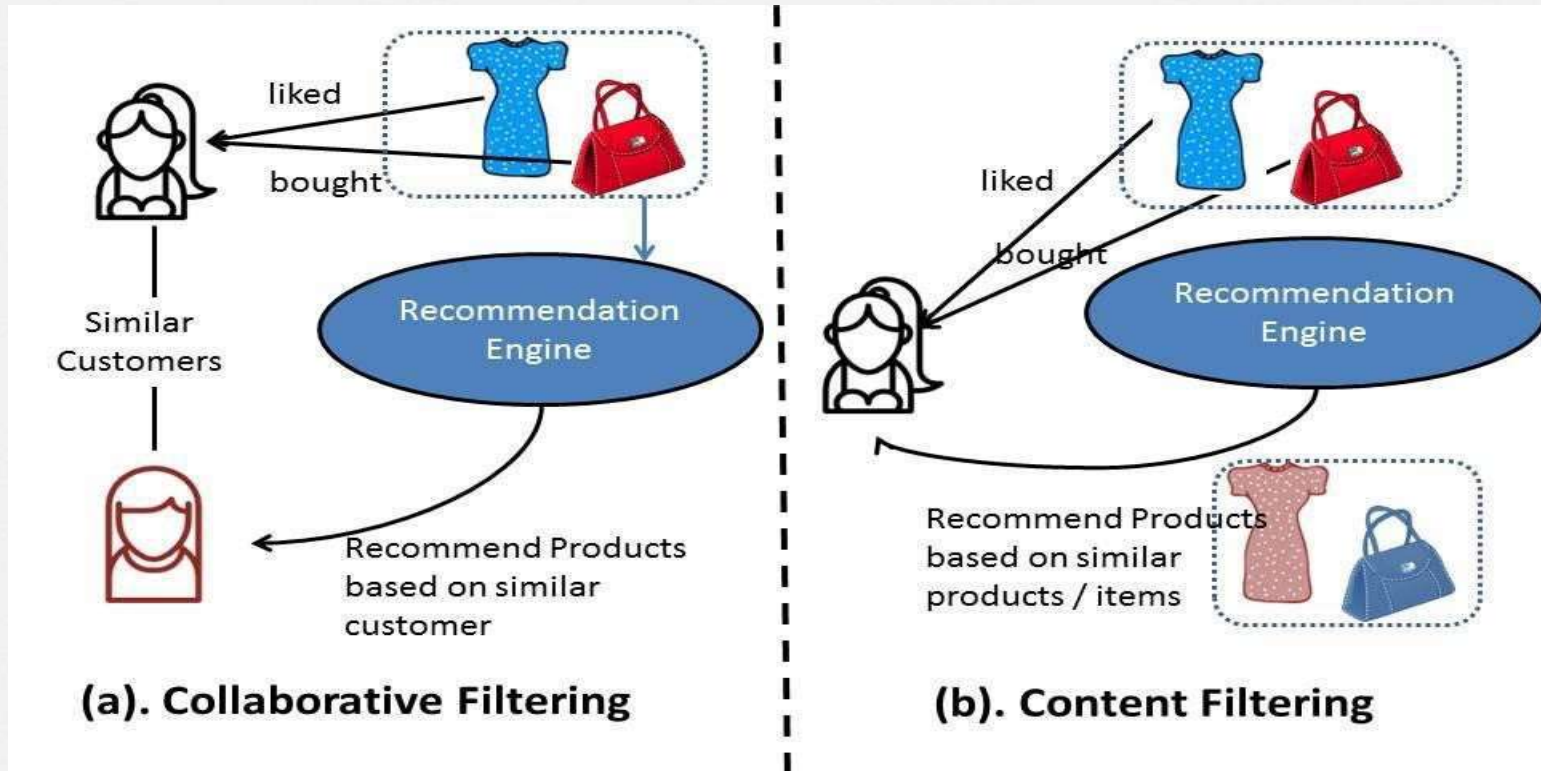 liked
bought
Recommendation
Engine
Similar
Customers
Recommend Products
based on similar
customer
(a). Collaborative Filtering
liked
bought
Recommendation
Engine
Recommend Products
based on similar
products / items
(b). Content Filtering